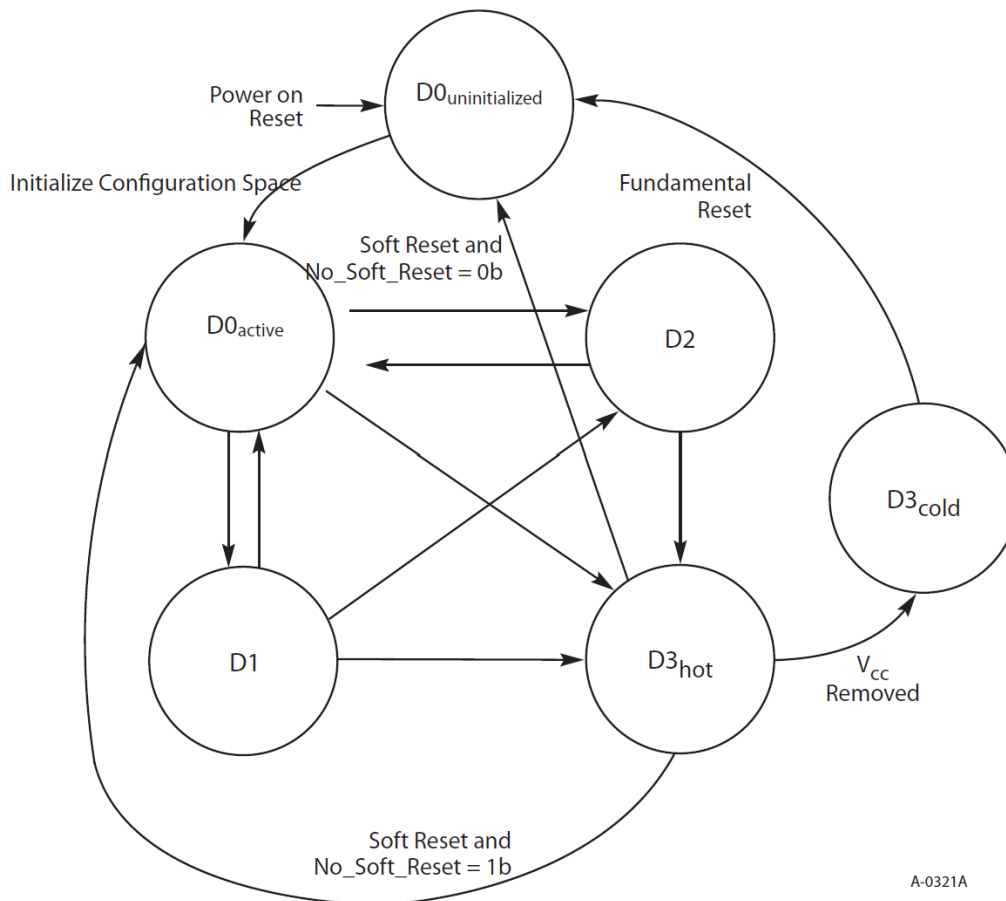 D0uninitialized
Power on
Reset
Initialize Configuration Space
Fundamental
Reset
Soft Reset and
No_Soft_Reset = 0b
D0active
D2
D3cold
D1
D3hot
Vcc
Removed
Soft Reset and
No_Soft_Reset = 1b
A-0321A